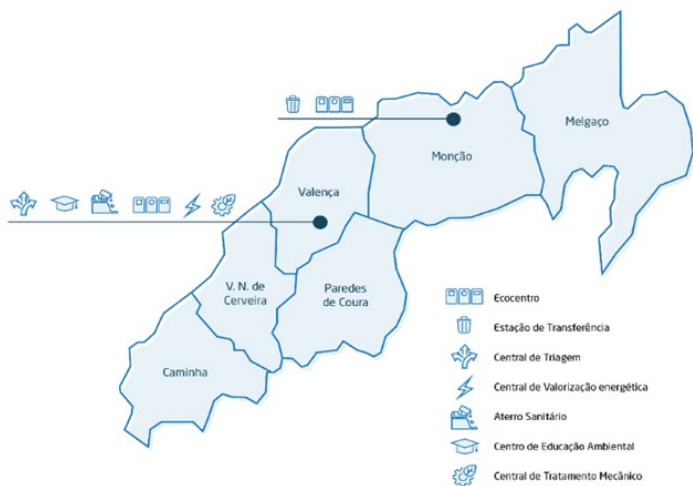 Melgaço
Monção
Valença
V. N. de
Cerveira
Paredes
de Coura
Caminha
Ecocentro
Estação de Transferência
Central de Triagem
Central de Valorização energética
Aterro Sanitário
Centro de Educação Ambiental
Central de Tratamento Mecânico